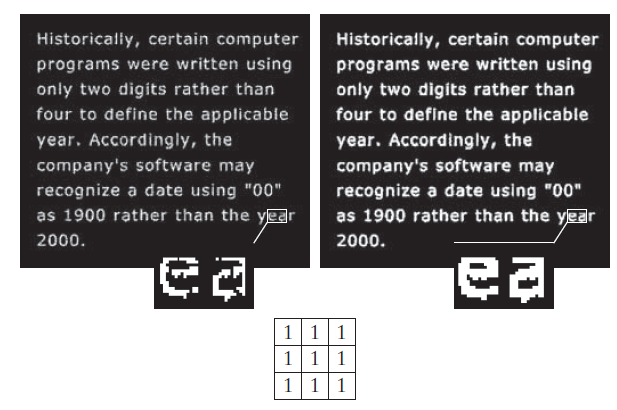 Historically, certain computer
programs were written using
only two digits rather than
four to define the applicable
year. Accordingly, the
company's software may
recognize a date using "00"
as 1900 rather than the year
2000.
Historically, certain computer
programs were written using
only two digits rather than
four to define the applicable
year. Accordingly, the
company's software may
recognize a date using "00"
as 1900 rather than the year
2000.
e a
e a
1 1 1
1 1 1
1 1 1